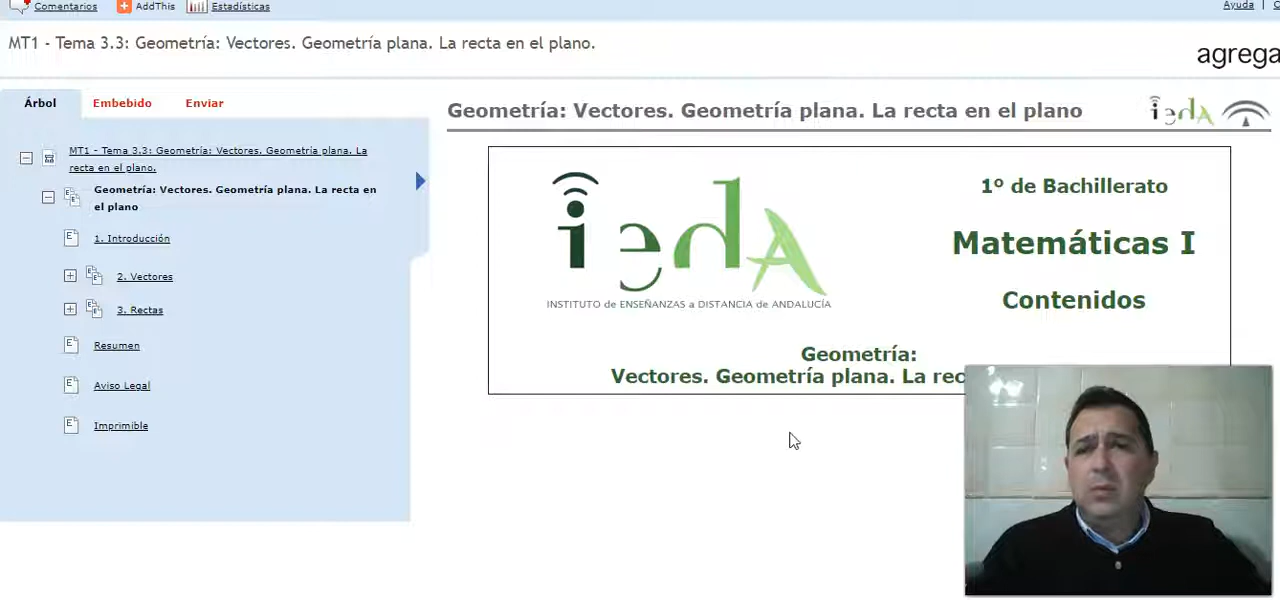 Comentarios AddThis Estadísticas Ayuda |
MT1 - Tema 3.3: Geometría: Vectores. Geometría plana. La recta en el plano.
agrega
Árbol Embebido Enviar
MT1 - Tema 3.3: Geometría: Vectores. Geometría plana. La
recta en el plano.
Geometría: Vectores. Geometría plana. La recta en
el plano
1. Introducción
2. Vectores
3. Rectas
Resumen
Aviso Legal
Imprimible
Geometría: Vectores. Geometría plana. La recta en el plano
iedA
iedA
INSTITUTO de ENSEÑANZAS a DISTANCIA de ANDALUCÍA
1º de Bachillerato
Matemáticas I
Contenidos
Geometría:
Vectores. Geometría plana. La rec